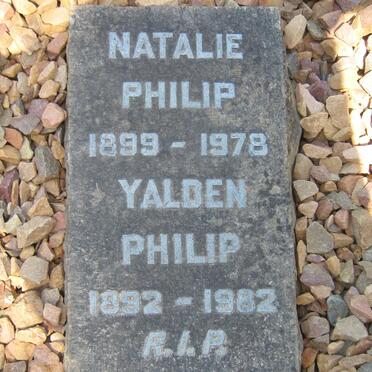 NATALIE
PHILIP
1899 - 1978
YALDEN
PHILIP
1892 - 1982
R.I.P.